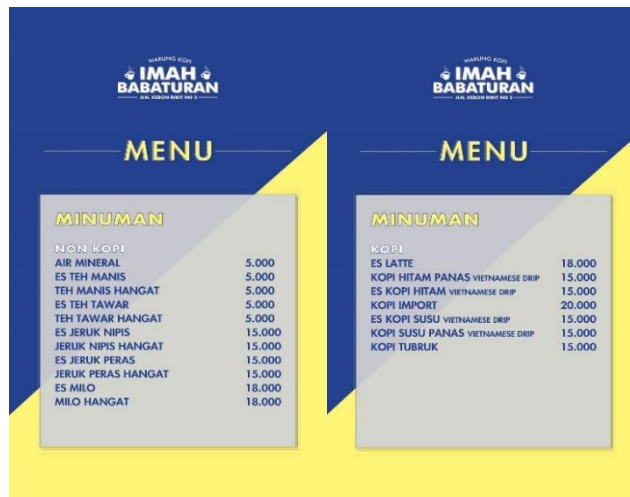 WARUNG KOPI
IMAH
BABATURAN
JLN. KEBON BIBIT NO 3
MENU
MINUMAN
NON KOPI
AIR MINERAL 5.000
ES TEH MANIS 5.000
TEH MANIS HANGAT 5.000
ES TEH TAWAR 5.000
TEH TAWAR HANGAT 5.000
ES JERUK NIPIS 15.000
JERUK NIPIS HANGAT 15.000
ES JERUK PERAS 15.000
JERUK PERAS HANGAT 15.000
ES MILO 18.000
MILO HANGAT 18.000
WARUNG KOPI
IMAH
BABATURAN
JLN. KEBON BIBIT NO 3
MENU
MINUMAN
KOPI
ES LATTE 18.000
KOPI HITAM PANAS VIETNAMESE DRIP 15.000
ES KOPI HITAM VIETNAMESE DRIP 15.000
KOPI IMPORT 20.000
ES KOPI SUSU VIETNAMESE DRIP 15.000
KOPI SUSU PANAS VIETNAMESE DRIP 15.000
KOPI TUBRUK 15.000